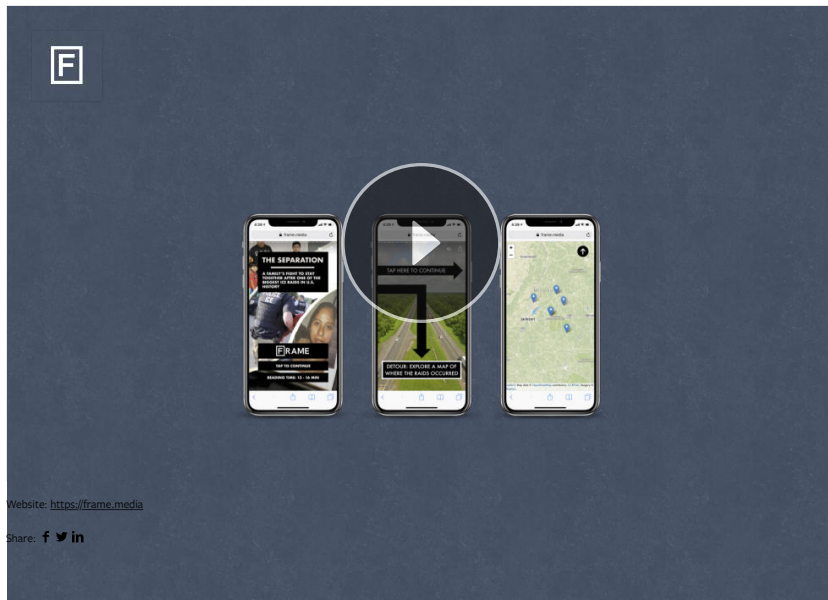 F
frame.media
frame.media
frame.media
THE SEPARATION
A FAMILY'S FIGHT TO STAY
TOGETHER AFTER ONE OF THE
BIGGEST ICE RAIDS IN U.S.
HISTORY
FRAME
TAP TO CONTINUE
READING TIME: 15 - 16 MIN
TAP HERE TO CONTINUE
DETOUR: EXPLORE A MAP OF
WHERE THE RAIDS OCCURRED
Website: https://frame.media
Share: